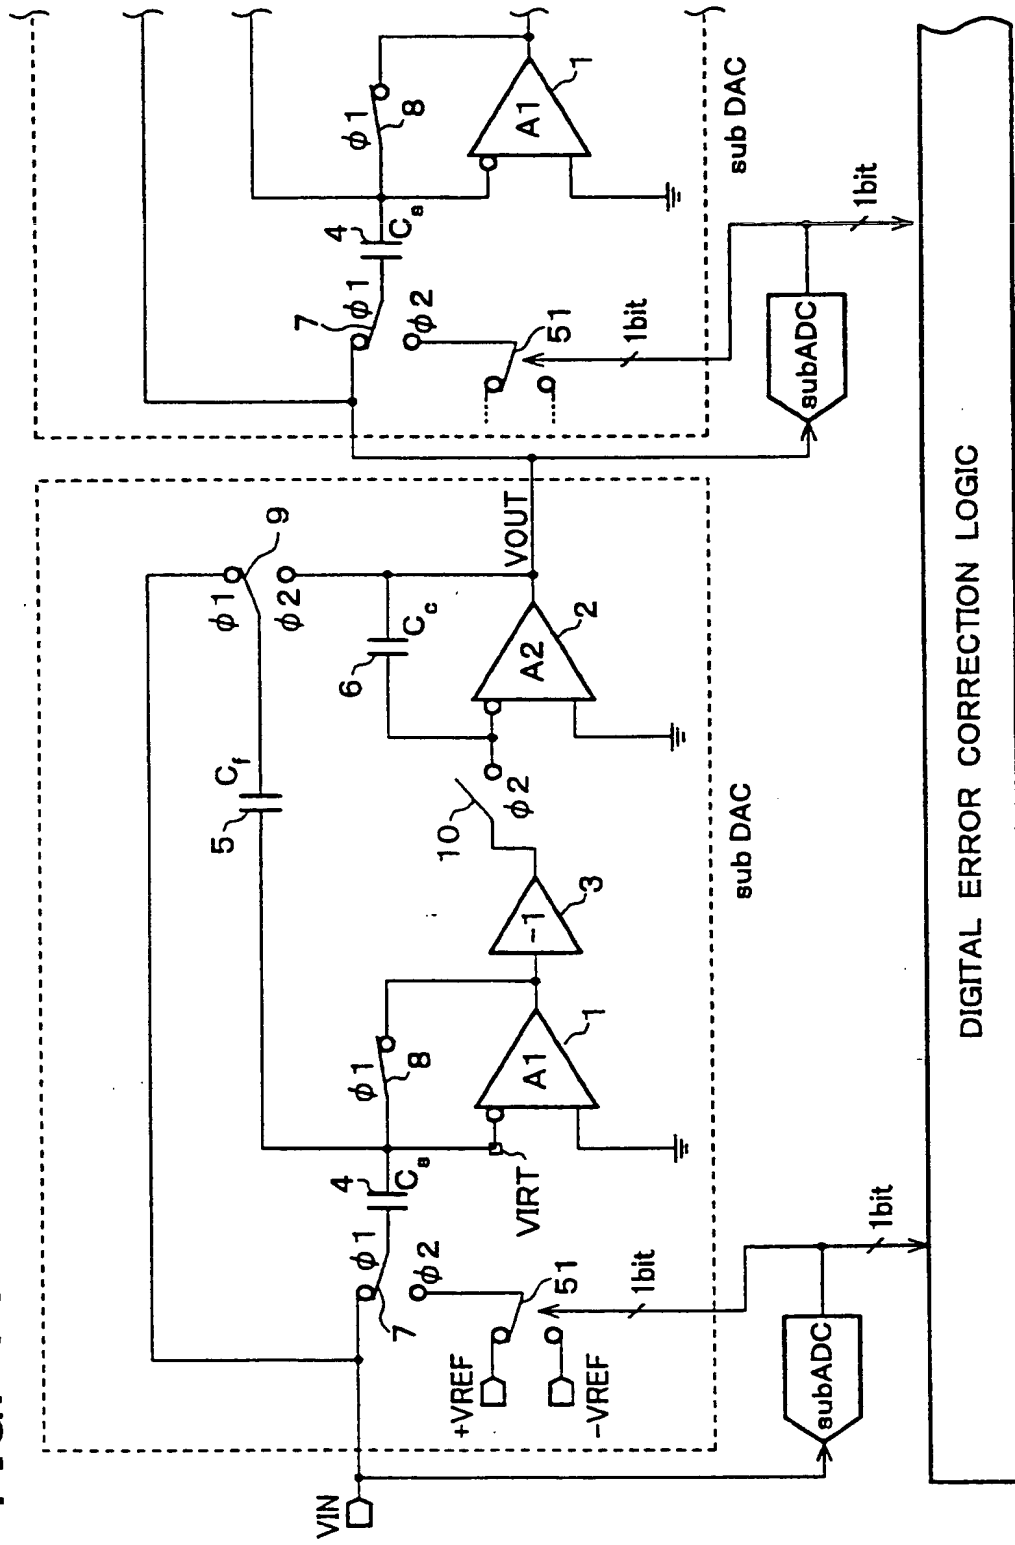 VIN
7
φ1
φ2
4
Cs
+VREF
-VREF
51
1bit
subADC
1bit
VIRT
φ1
8
A1
1
5
Cf
-1
3
10
φ2
6
Cc
A2
2
φ1
φ2
9
VOUT
sub DAC
7
φ1
φ2
4
Cs
51
1bit
subADC
1bit
φ1
8
A1
1
sub DAC
DIGITAL ERROR CORRECTION LOGIC